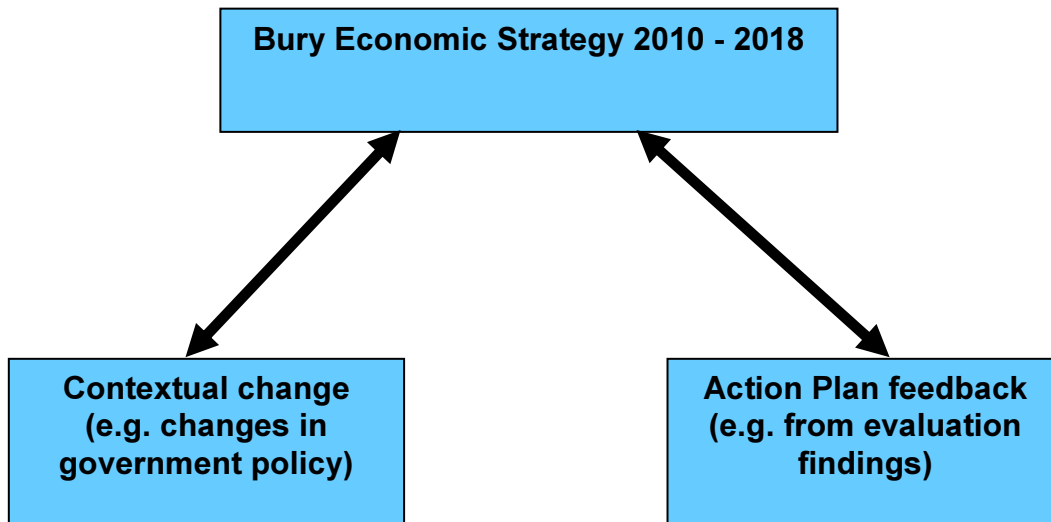 Bury Economic Strategy 2010 - 2018
Contextual change
(e.g. changes in
government policy)
Action Plan feedback
(e.g. from evaluation
findings)